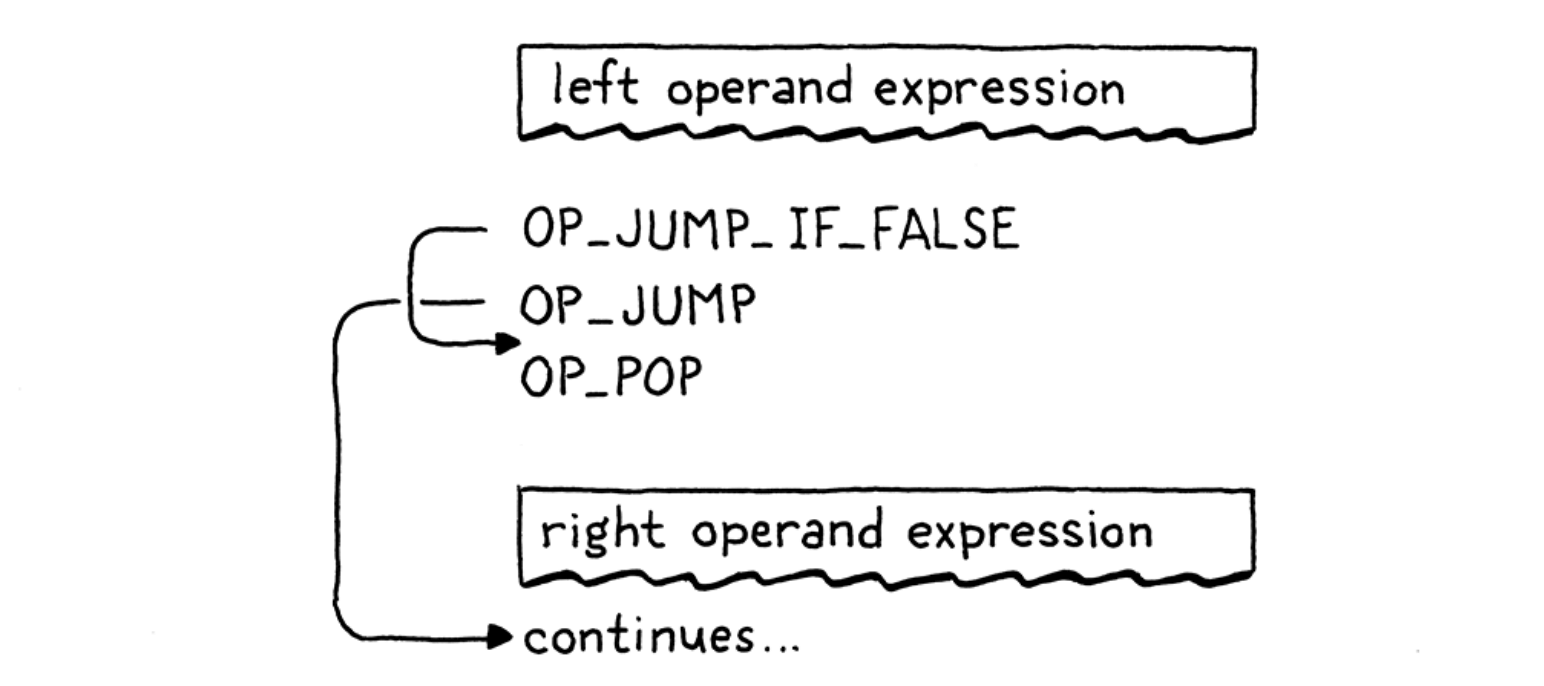 left operand expression
OP_JUMP_IF_FALSE
OP_JUMP
OP_POP
right operand expression
continues...